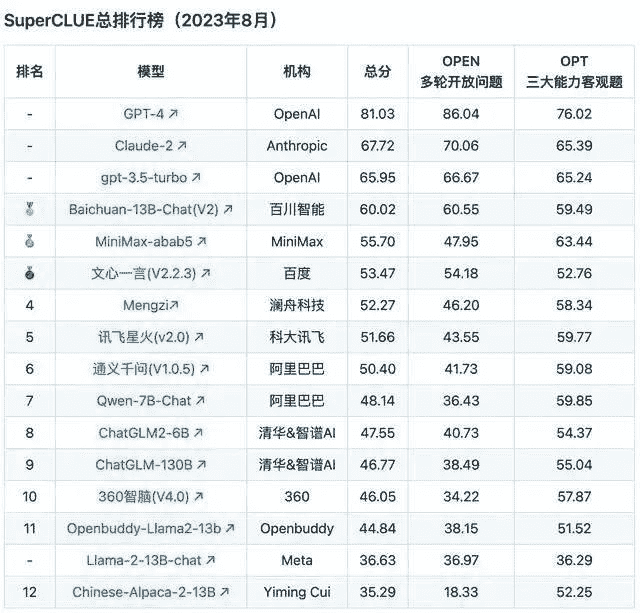 SuperCLUE总排行榜（2023年8月）
排名 模型 机构 总分 OPEN 多轮开放问题 OPT 三大能力客观题
- GPT-4 ↗ OpenAI 81.03 86.04 76.02
- Claude-2 ↗ Anthropic 67.72 70.06 65.39
- gpt-3.5-turbo ↗ OpenAI 65.95 66.67 65.24
Baichuan-13B-Chat(V2) ↗ 百川智能 60.02 60.55 59.49
MiniMax-abab5 ↗ MiniMax 55.70 47.95 63.44
文心一言(V2.2.3) ↗ 百度 53.47 54.18 52.76
4 Mengzi↗ 澜舟科技 52.27 46.20 58.34
5 讯飞星火(v2.0) ↗ 科大讯飞 51.66 43.55 59.77
6 通义千问(V1.0.5) ↗ 阿里巴巴 50.40 41.73 59.08
7 Qwen-7B-Chat ↗ 阿里巴巴 48.14 36.43 59.85
8 ChatGLM2-6B ↗ 清华&智谱AI 47.55 40.73 54.37
9 ChatGLM-130B ↗ 清华&智谱AI 46.77 38.49 55.04
10 360智脑(V4.0) ↗ 360 46.05 34.22 57.87
11 Openbuddy-Llama2-13b ↗ Openbuddy 44.84 38.15 51.52
- Llama-2-13B-chat ↗ Meta 36.63 36.97 36.29
12 Chinese-Alpaca-2-13B ↗ Yiming Cui 35.29 18.33 52.25